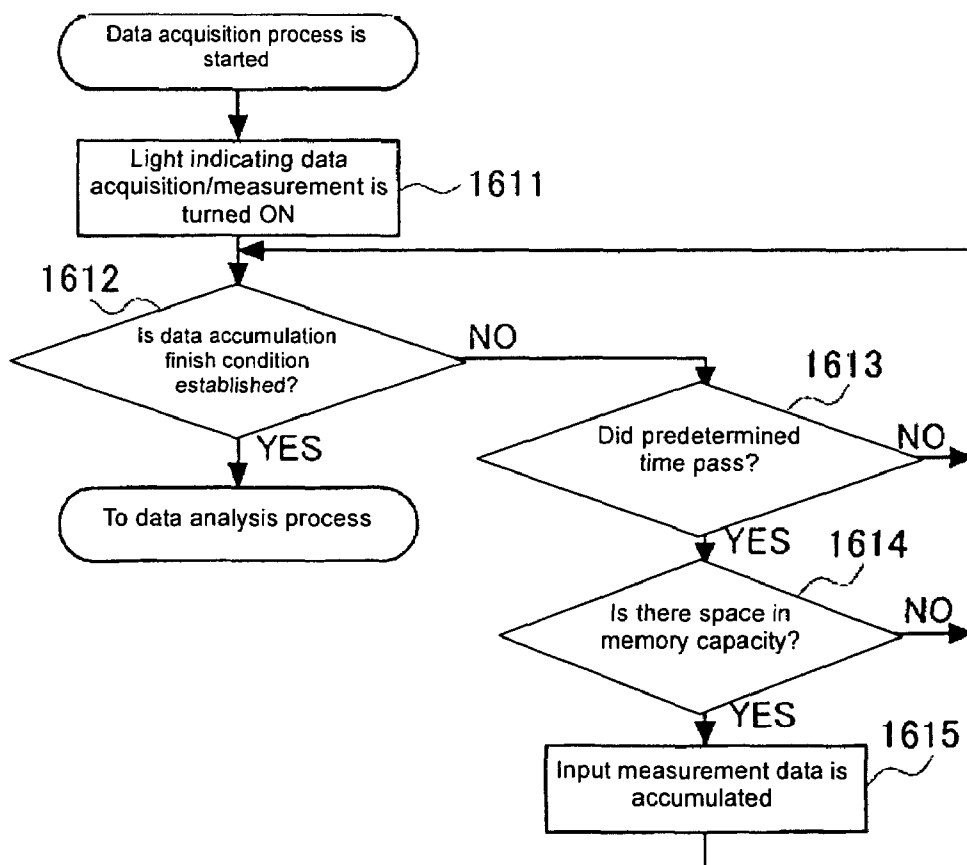 Data acquisition process is
started
Light indicating data
acquisition/measurement is
turned ON
1611
1612
Is data accumulation
finish condition
established?
NO
YES
To data analysis process
1613
Did predetermined
time pass?
NO
YES
1614
Is there space in
memory capacity?
NO
YES
1615
Input measurement data is
accumulated